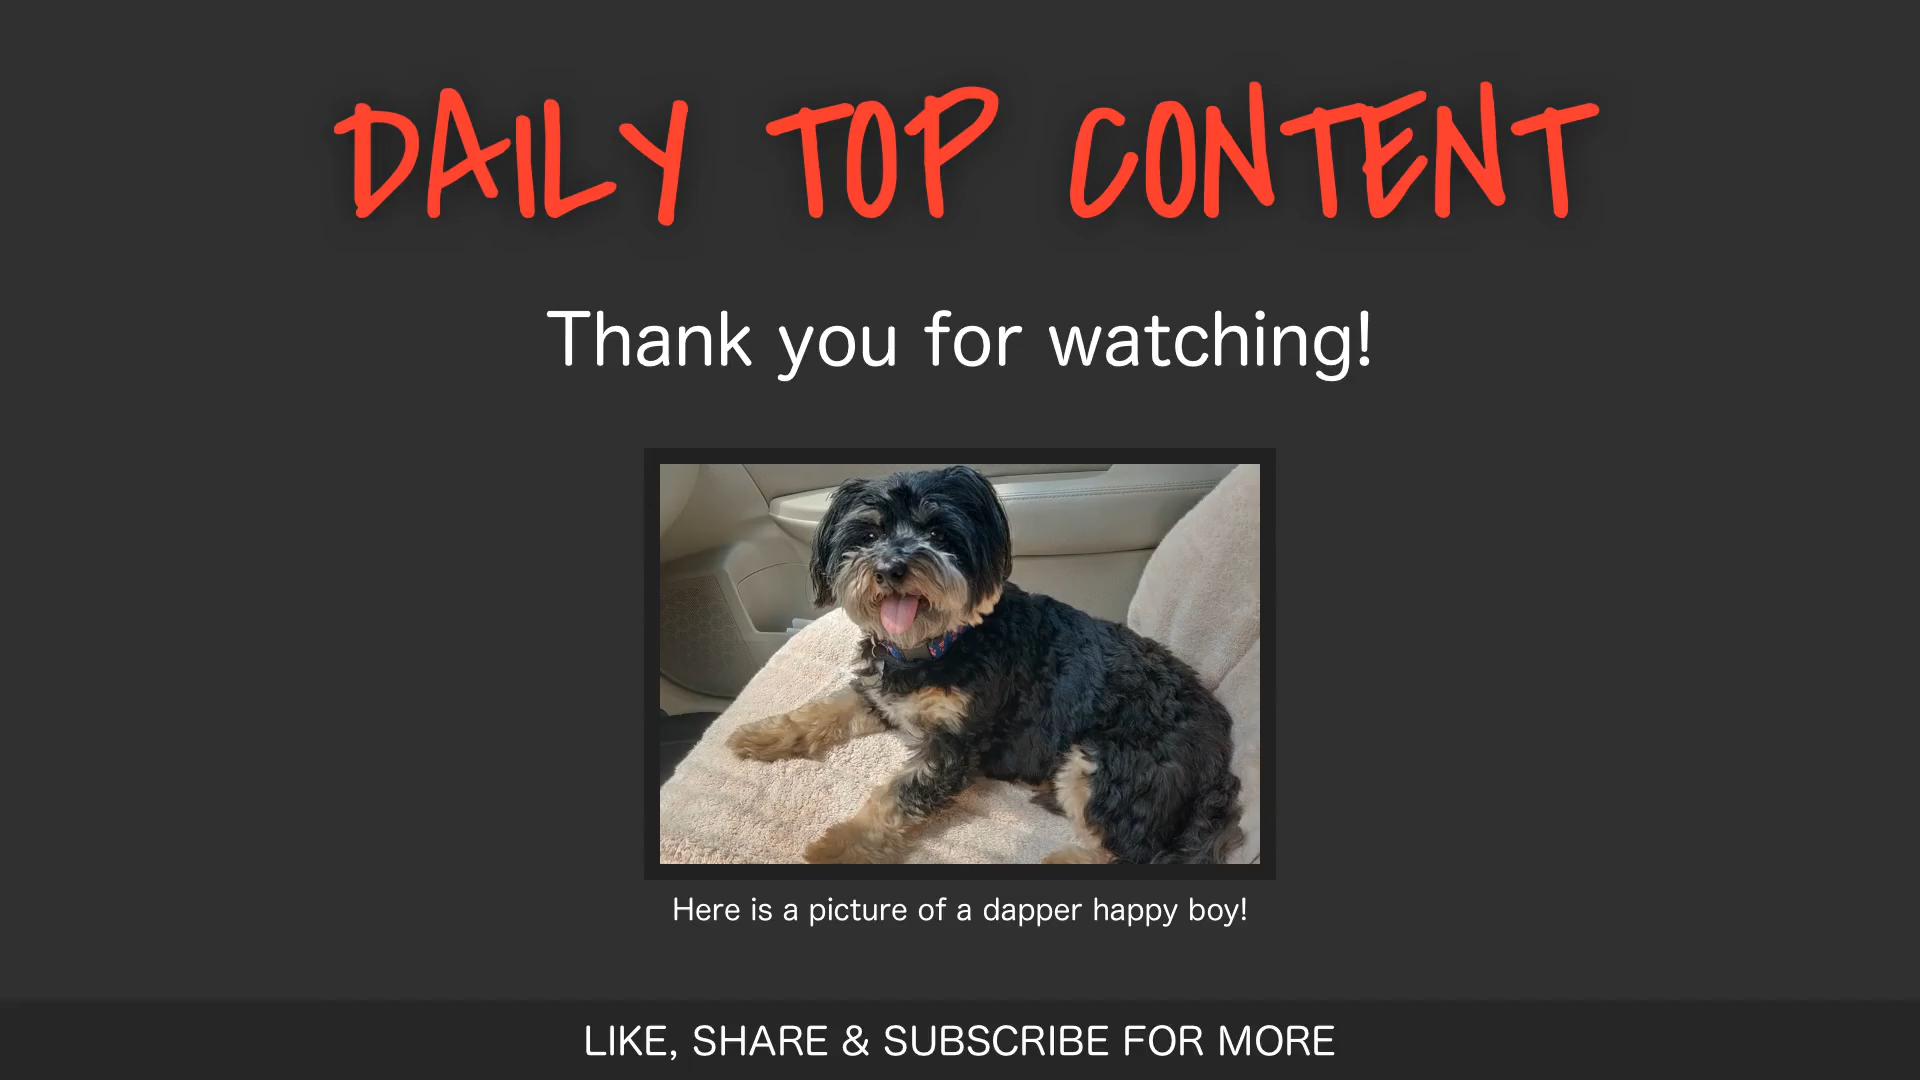 DAILY TOP CONTENT
Thank you for watching!
Here is a picture of a dapper happy boy!
LIKE, SHARE & SUBSCRIBE FOR MORE